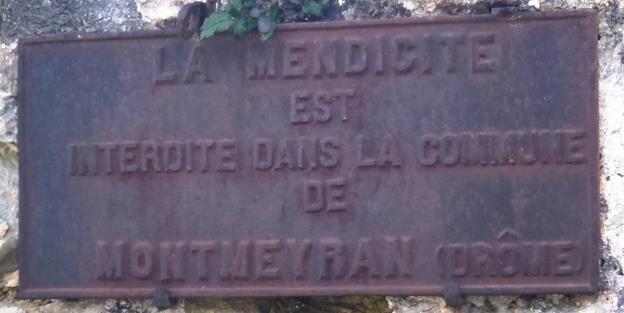 LA MENDICITE
EST
INTERDITE DANS LA COMMUNE
DE
MONTMEYRAN (DRÔME)